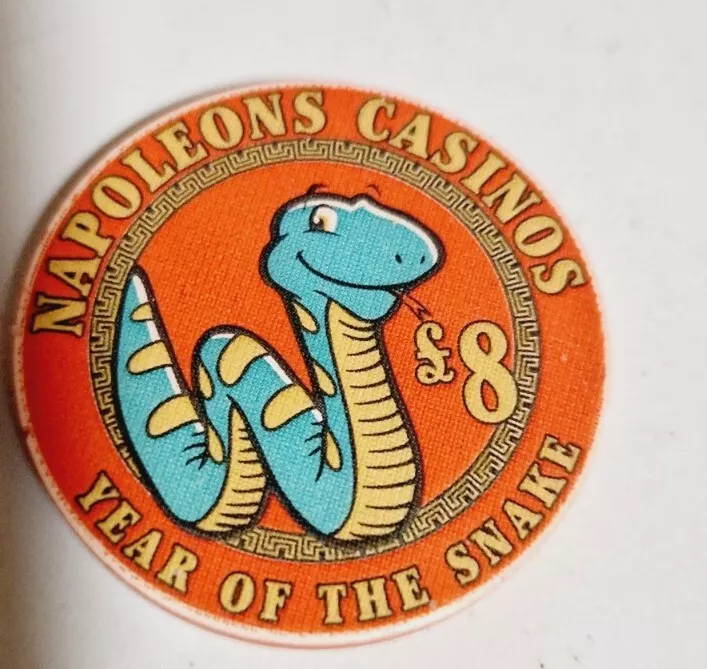 NAPOLEONS CASINOS
£8
YEAR OF THE SNAKE